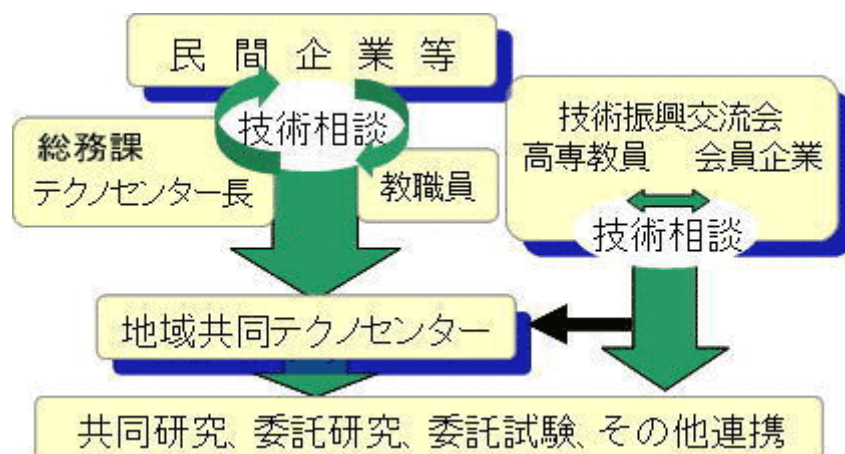 民間企業等
技術相談
総務課
テクノセンター長
教職員
技術振興交流会
高専教員 会員企業
技術相談
地域共同テクノセンター
共同研究、委託研究、委託試験、その他連携